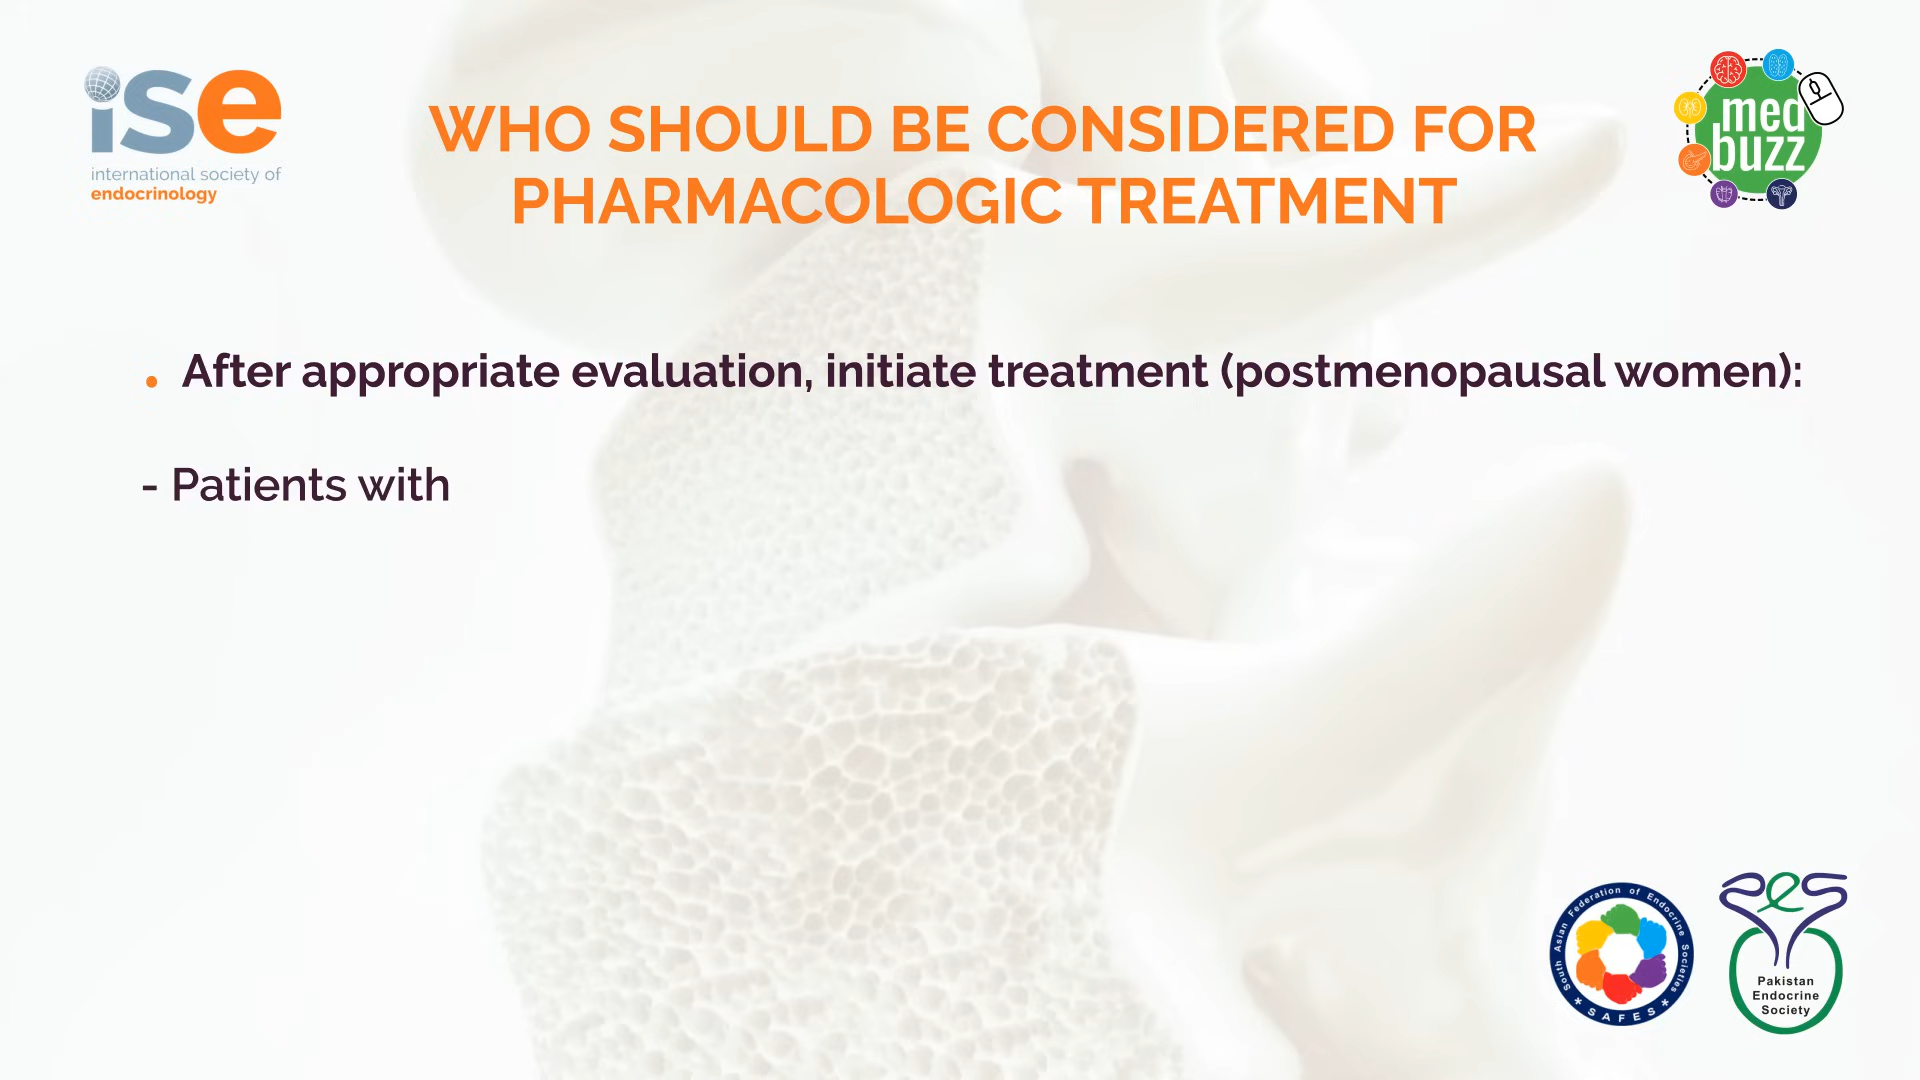 ise
international society of
endocrinology
WHO SHOULD BE CONSIDERED FOR
PHARMACOLOGIC TREATMENT
med
buzz
. After appropriate evaluation, initiate treatment (postmenopausal women):
- Patients with
South Asian Federation of Endocrine Societies
* SAFES *
PES
Pakistan
Endocrine
Society